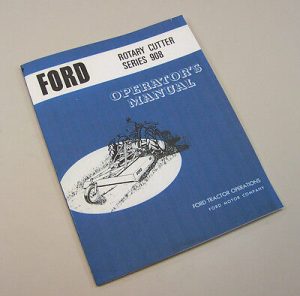 FORD
ROTARY CUTTER
SERIES 908
OPERATOR'S
MANUAL
FORD TRACTOR OPERATIONS
FORD MOTOR COMPANY